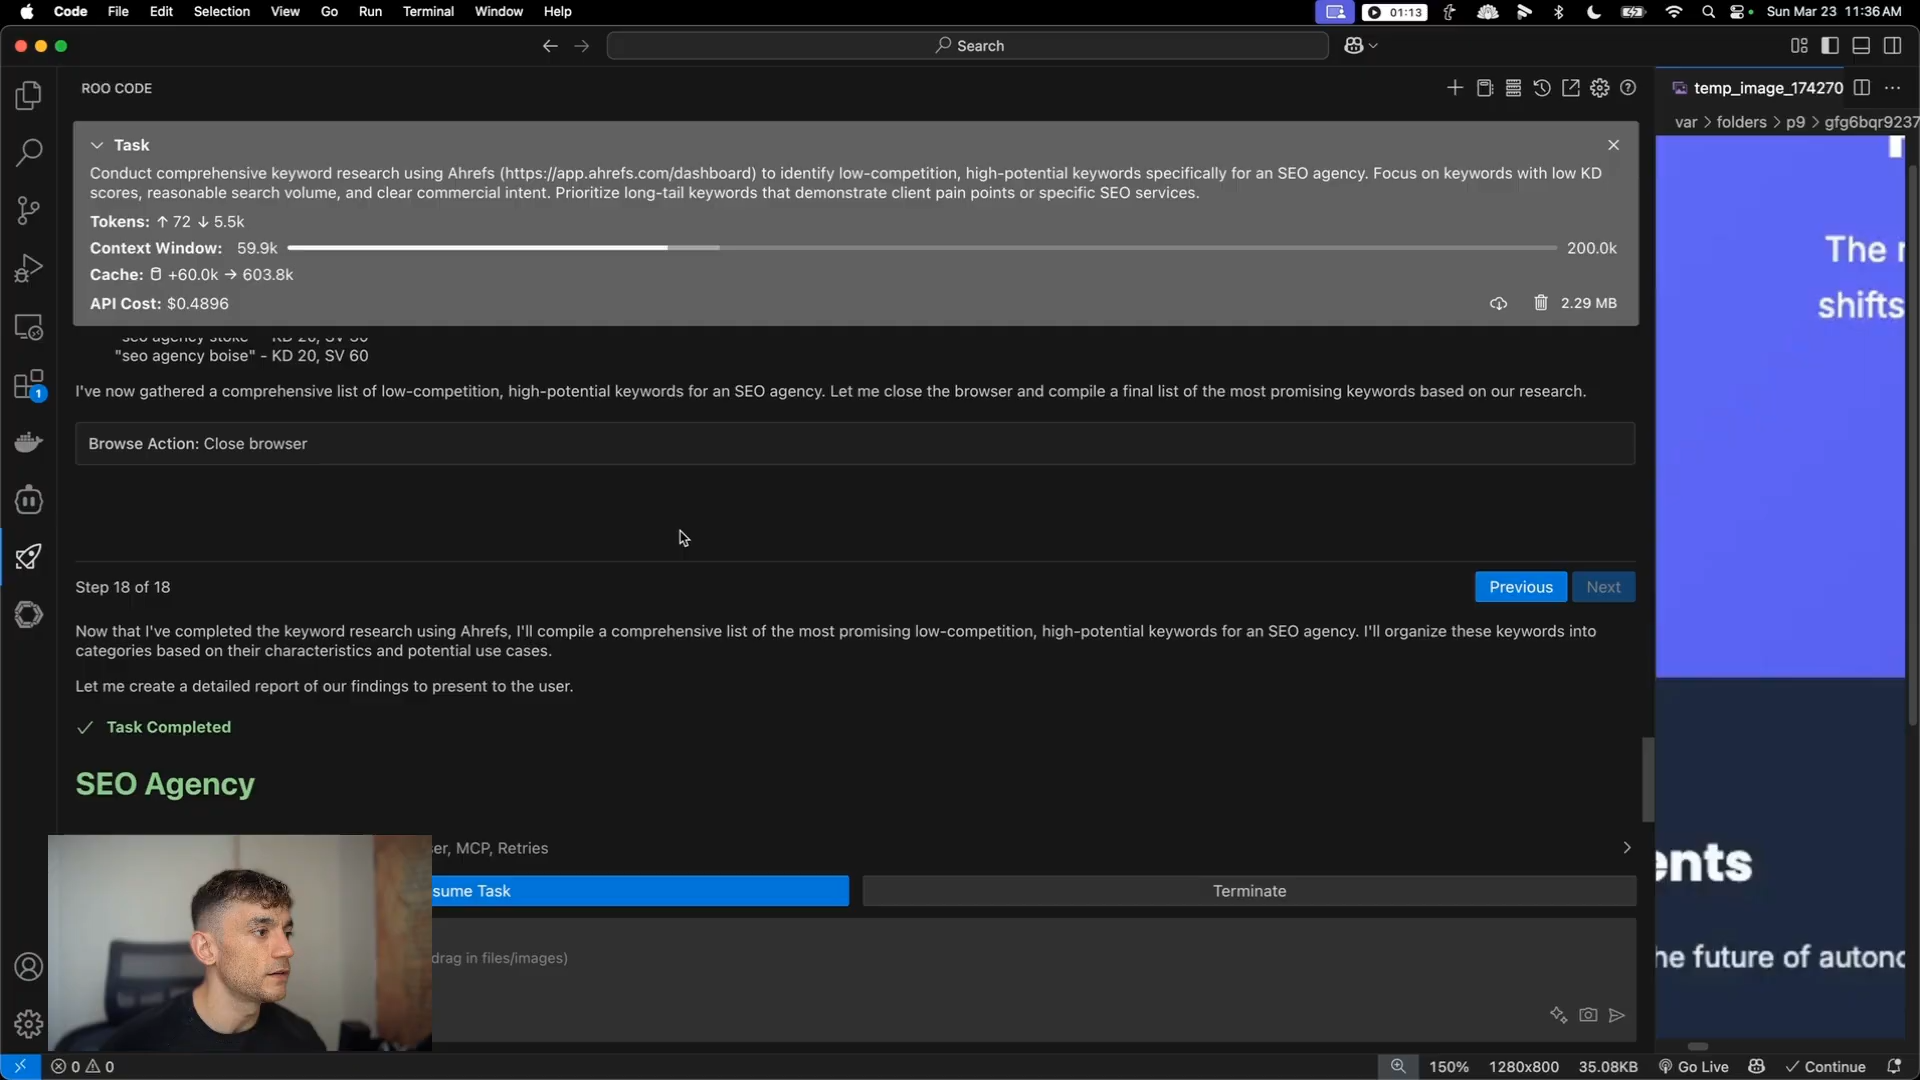 Code File Edit Selection View Go Run Terminal Window Help
01:13
Sun Mar 23 11:36 AM
Search
ROO CODE
temp_image_174270
var > folders > p9 > gfg6bqr9237
Task
Conduct comprehensive keyword research using Ahrefs (https://app.ahrefs.com/dashboard) to identify low-competition, high-potential keywords specifically for an SEO agency. Focus on keywords with low KD
scores, reasonable search volume, and clear commercial intent. Prioritize long-tail keywords that demonstrate client pain points or specific SEO services.
Tokens: ↑ 72 ↓ 5.5k
Context Window: 59.9k 200.0k
Cache: +60.0k → 603.8k
API Cost: $0.4896
2.29 MB
"seo agency boise" - KD 20, SV 60
I've now gathered a comprehensive list of low-competition, high-potential keywords for an SEO agency. Let me close the browser and compile a final list of the most promising keywords based on our research.
Browse Action: Close browser
Step 18 of 18
Previous
Next
Now that I've completed the keyword research using Ahrefs, I'll compile a comprehensive list of the most promising low-competition, high-potential keywords for an SEO agency. I'll organize these keywords into
categories based on their characteristics and potential use cases.
Let me create a detailed report of our findings to present to the user.
✓ Task Completed
SEO Agency
er, MCP, Retries
sume Task
Terminate
drag in files/images)
The r
shifts
ents
he future of autono
1
0 0
150% 1280x800 35.08KB Go Live Continue